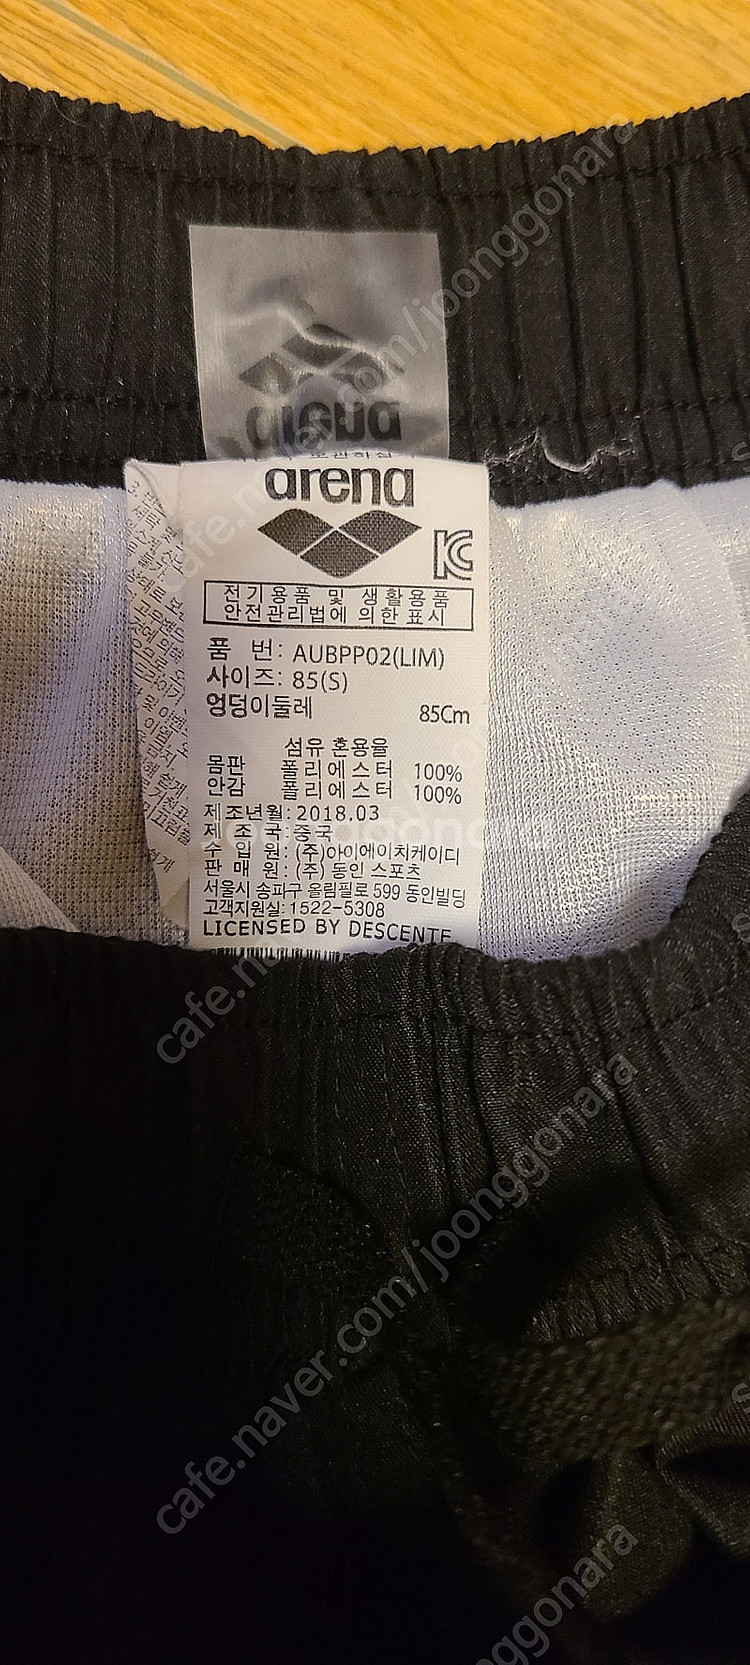 arena
arena
KC
전기용품 및 생활용품
안전관리법에 의한 표시
품 번: AUBPP02(LIM)
사이즈: 85(S)
엉덩이둘레 85Cm
섬유 혼용율
몸판 폴리에스터 100%
안감 폴리에스터 100%
제조년월: 2018.03
제 조 국: 중국
수 입 원: (주)아이에이치케이디
판 매 원: (주) 동인 스포츠
서울시 송파구 올림픽로 599 동인빌딩
고객지원실: 1522-5308
LICENSED BY DESCENTE
cafe.naver.com/joonggonara
joonggonara
cafe.naver.com/joonggonara
cafe.naver.com/joonggonara
joonggonara